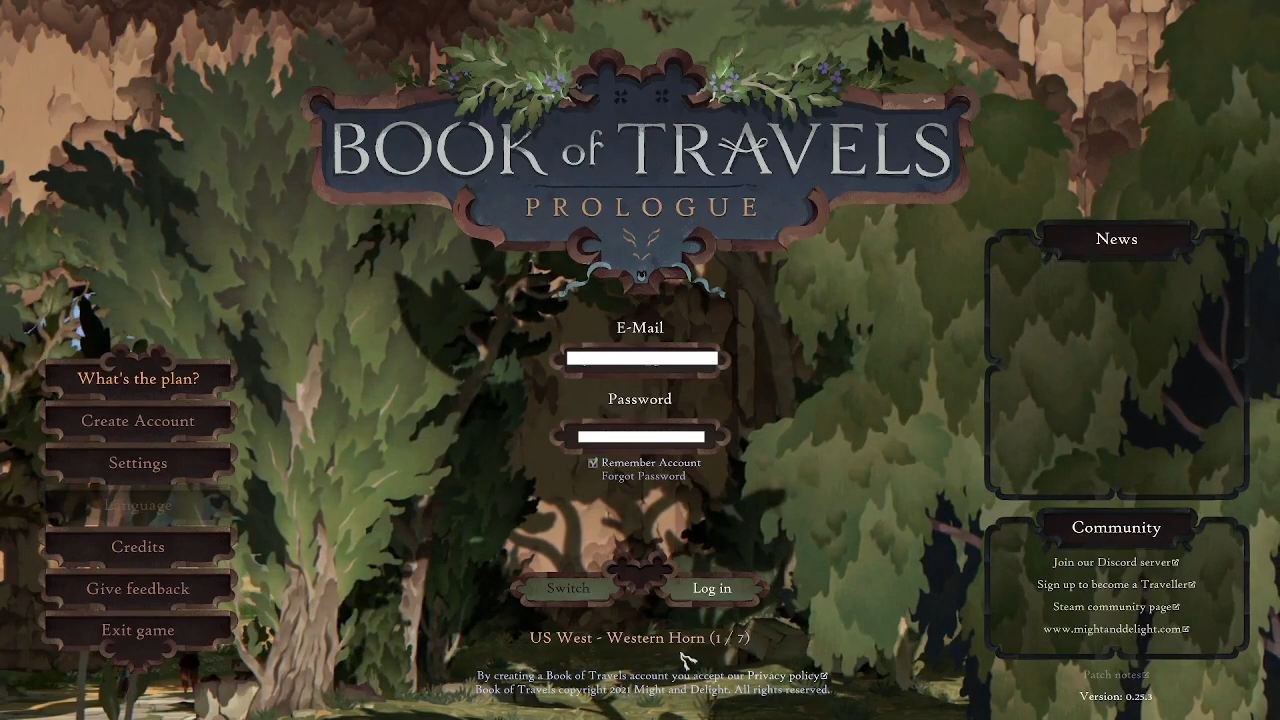 BOOK of TRAVELS
PROLOGUE
E-Mail
Password
Remember Account
Forgot Password
Switch
Log in
US West - Western Horn (1 / 7)
By creating a Book of Travels account you accept our Privacy policy
Book of Travels copyright 2021 Might and Delight. All rights reserved.
What's the plan?
Create Account
Settings
Language
Credits
Give feedback
Exit game
News
Community
Join our Discord server
Sign up to become a Traveller
Steam community page
www.mightanddelight.com
Patch notes
Version: 0.25.3